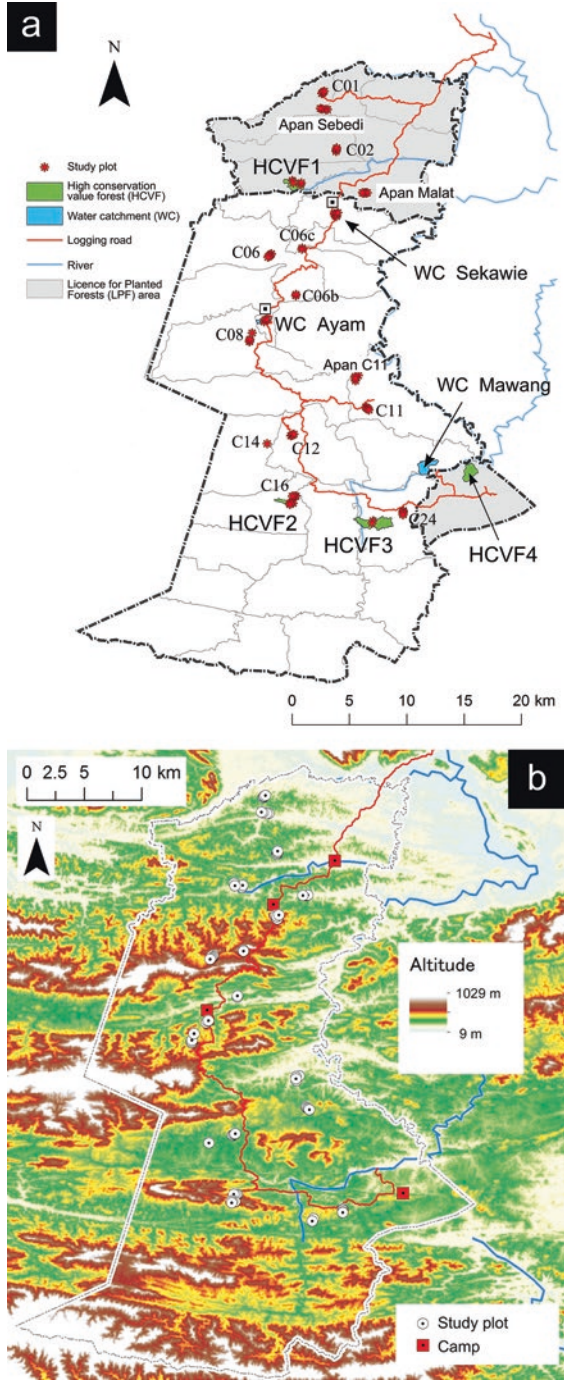 a
N
Study plot
High conservation
value forest (HCVF)
Water catchment (WC)
Logging road
River
Licence for Planted
Forests (LPF) area
C01
Apan Sebedi
C02
HCVF1
Apan Malat
C06c
C06
WC Sekawie
C06b
WC Ayam
C08
Apan C11
WC Mawang
C11
C14
C12
C16
HCVF2
C24
HCVF3
HCVF4
0 5 10 15 20 km
b
0 2.5 5 10 km
N
Altitude
1029 m
9 m
Study plot
Camp